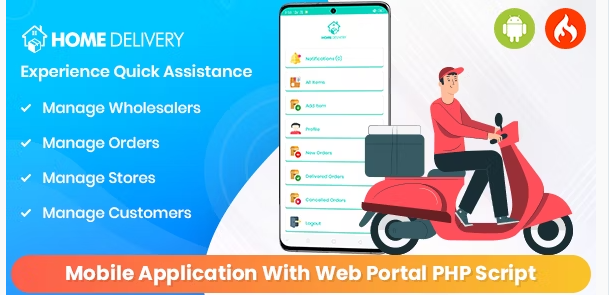 HOME DELIVERY
Experience Quick Assistance
Manage Wholesalers
Manage Orders
Manage Stores
Manage Customers
HOME DELIVERY
Notifications (0)
All Items
Add Item
Profile
New Orders
Delivered Orders
Cancelled Orders
Logout
Mobile Application With Web Portal PHP Script